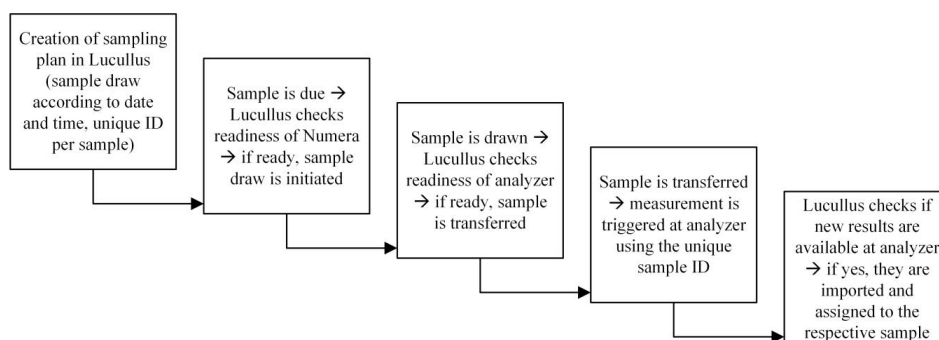 Creation of sampling
plan in Lucullus
(sample draw
according to date
and time, unique ID
per sample)
Sample is due →
Lucullus checks
readiness of Numera
→ if ready, sample
draw is initiated
Sample is drawn →
Lucullus checks
readiness of analyzer
→ if ready, sample
is transferred
Sample is transferred
→ measurement is
triggered at analyzer
using the unique
sample ID
Lucullus checks if
new results are
available at analyzer
→ if yes, they are
imported and
assigned to the
respective sample